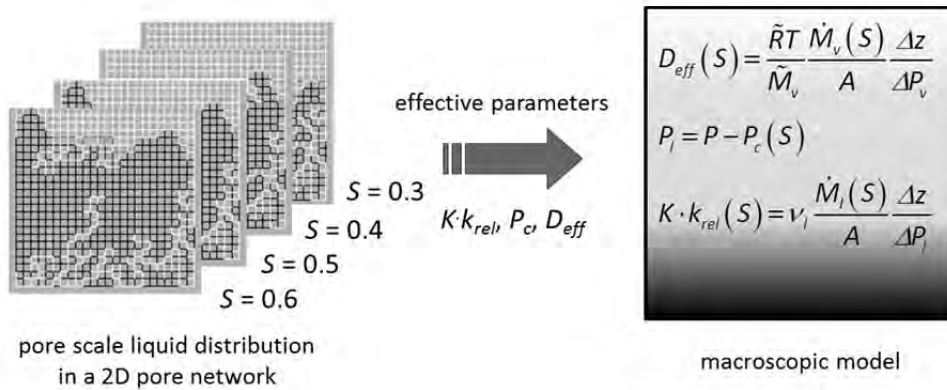 S = 0.3
S = 0.4
S = 0.5
S = 0.6
pore scale liquid distribution
in a 2D pore network
effective parameters
K·k_rel, P_c, D_eff
D_eff(S) = (R̃T / M̃_v) (Ṁ_v(S) / A) (Δz / ΔP_v)
P_l = P − P_c(S)
K·k_rel(S) = ν_l (Ṁ_l(S) / A) (Δz / ΔP_l)
macroscopic model